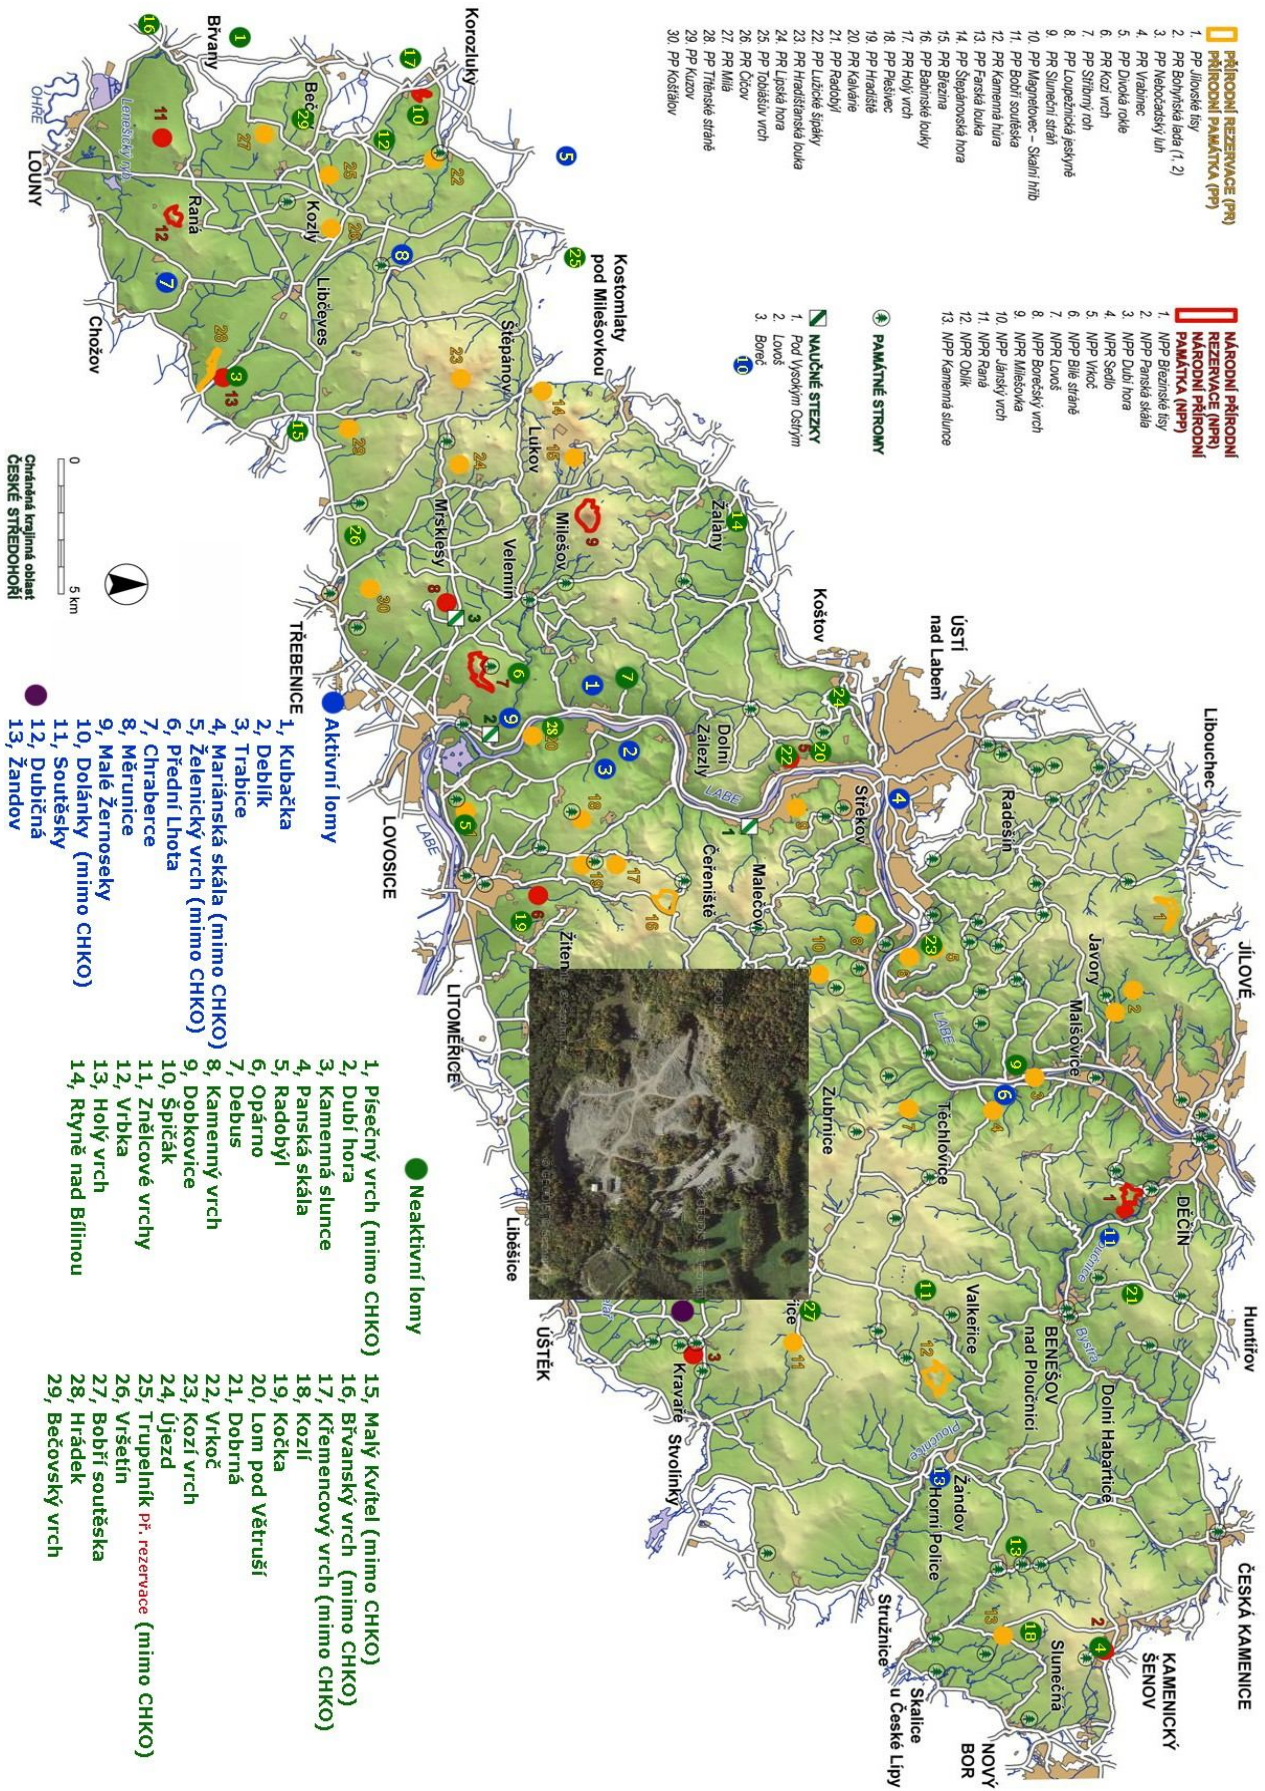 PŘÍRODNÍ REZERVACE (PR)
PŘÍRODNÍ PAMÁTKA (PP)
1. PP Jílovské tisy
2. PR Bohyňská lada (1, 2)
3. PP Nebočadský luh
4. PR Vrabinec
5. PP Divoká rokle
6. PR Kozí vrch
7. PP Stříbrný roh
8. PP Loupežnická jeskyně
9. PR Sluneční stráň
10. PP Magnetovec – Skalní hřib
11. PP Bobří soutěska
12. PR Kamenná hůra
13. PP Farská louka
14. PP Štěpánovská hora
15. PR Březina
16. PP Babinské louky
17. PR Holý vrch
18. PP Plešivec
19. PP Hradiště
20. PR Kalvárie
21. PP Radobýl
22. PP Lužické šipáky
23. PR Hradišťanská louka
24. PR Lipská hora
25. PP Tobiášův vrch
26. PR Číčov
27. PR Milá
28. PP Třtěnské stráně
29. PP Kuzov
30. PP Košťálov
NÁRODNÍ PŘÍRODNÍ
REZERVACE (NPR)
NÁRODNÍ PŘÍRODNÍ
PAMÁTKA (NPP)
1. NPP Březinské tisy
2. NPP Panská skála
3. NPP Dubí hora
4. NPR Sedlo
5. NPP Vrkoč
6. NPP Bílé stráně
7. NPR Lovoš
8. NPP Borečský vrch
9. NPR Milešovka
10. NPP Jánský vrch
11. NPR Raná
12. NPR Oblík
13. NPP Kamenná slunce
PAMÁTNÉ STROMY
NAUČNÉ STEZKY
1. Pod Vysokým Ostrým
2. Lovoš
3. Boreč
10
Libouchec
JÍLOVÉ
Huntířov
ČESKÁ KAMENICE
KAMENICKÝ
ŠENOV
NOVÝ
BOR
Skalice
u České Lípy
Stružnice
Slunečná
Horní Police
Žandov
Dolní Habartice
BENEŠOV
nad Ploučnicí
Bystrá
Ploučnice
Valkeřice
DĚČÍN
Javory
Malšovice
Těchlovice
Zubrnice
Radešín
ÚSTÍ
nad Labem
Koštov
Střekov
Malečov
Čeřeniště
Dolní
Zálezly
LABE
LABE
LABE
Žalany
Milešov
Velemín
Mrsklesy
Lukov
Štěpánov
Kostomlaty
pod Milešovkou
Korozluky
Bečov
Břvany
Kozly
Raná
Libčeves
Lenešický ryb.
OHŘE
LOUNY
Chožov
TŘEBENICE
LOVOSICE
LITOMĚŘICE
Liběšice
ÚŠTĚK
Kravaře
Stvolínky
0 5 km
Chráněná krajinná oblast
ČESKÉ STŘEDOHOŘÍ
Aktivní lomy
1, Kubačka
2, Deblík
3, Trabice
4, Mariánská skála (mimo CHKO)
5, Želenický vrch (mimo CHKO)
6, Přední Lhota
7, Chraberce
8, Měrunice
9, Malé Žernoseky
10, Dolánky (mimo CHKO)
11, Soutěsky
12, Dubičná
13, Žandov
Neaktivní lomy
1, Písečný vrch (mimo CHKO)
2, Dubí hora
3, Kamenná slunce
4, Panská skála
5, Radobýl
6, Opárno
7, Debus
8, Kamenný vrch
9, Dobkovice
10, Špičák
11, Znělcové vrchy
12, Vrbka
13, Holý vrch
14, Rtyně nad Bílinou
15, Malý Kvítel (mimo CHKO)
16, Břvanský vrch (mimo CHKO)
17, Křemencový vrch (mimo CHKO)
18, Kozlí
19, Kočka
20, Lom pod Větruší
21, Dobrná
22, Vrkoč
23, Kozí vrch
24, Újezd
25, Trupelník př. rezervace (mimo CHKO)
26, Vršetín
27, Bobří soutěska
28, Hrádek
29, Bečovský vrch